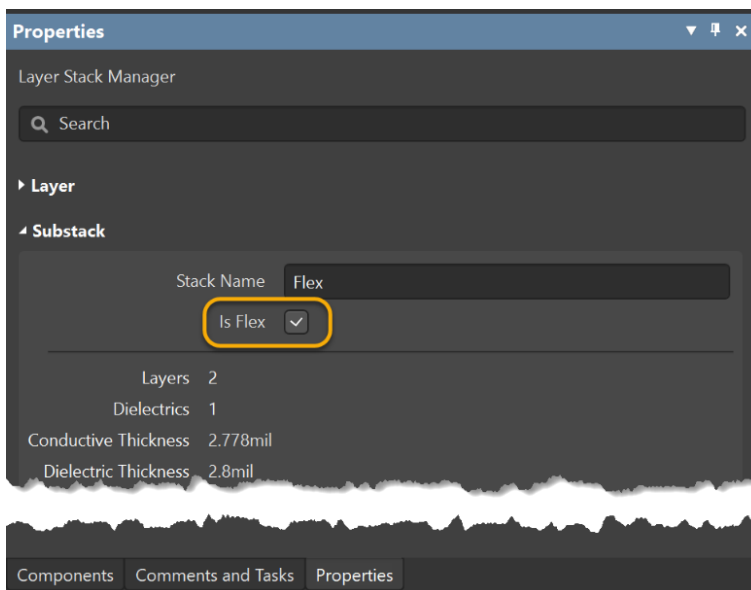 Properties
Layer Stack Manager
Search
Layer
Substack
Stack Name Flex
Is Flex
Layers 2
Dielectrics 1
Conductive Thickness 2.778mil
Dielectric Thickness 2.8mil
Components Comments and Tasks Properties